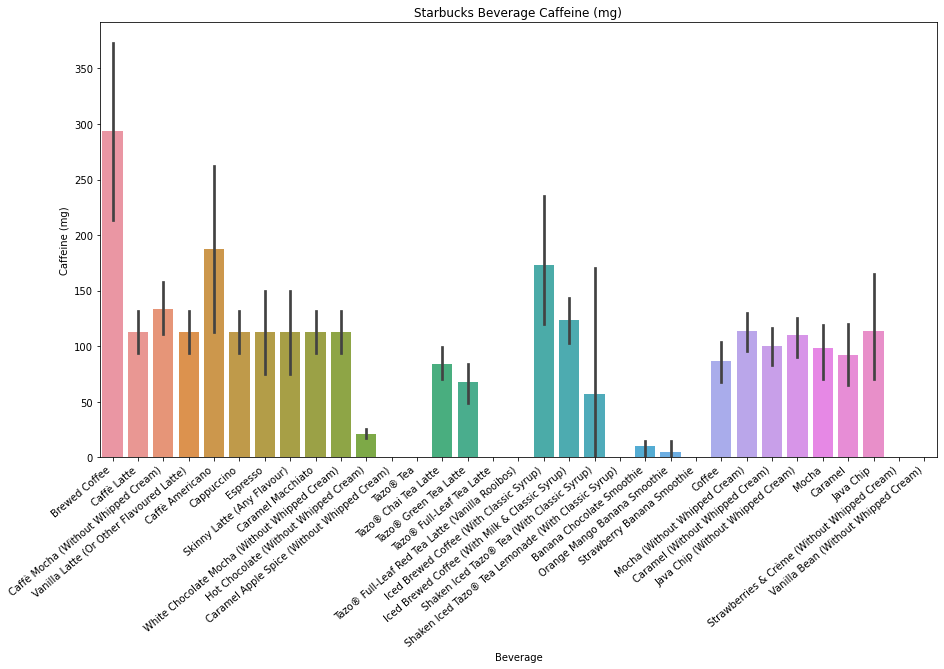 Starbucks Beverage Caffeine (mg)
Caffeine (mg)
350
300
250
200
150
100
50
0
Brewed Coffee
Caffè Latte
Caffè Mocha (Without Whipped Cream)
Vanilla Latte (Or Other Flavoured Latte)
Caffè Americano
Cappuccino
Espresso
Skinny Latte (Any Flavour)
Caramel Macchiato
White Chocolate Mocha (Without Whipped Cream)
Hot Chocolate (Without Whipped Cream)
Caramel Apple Spice (Without Whipped Cream)
Tazo® Tea
Tazo® Chai Tea Latte
Tazo® Green Tea Latte
Tazo® Full-Leaf Tea Latte
Tazo® Full-Leaf Red Tea Latte (Vanilla Rooibos)
Iced Brewed Coffee (With Classic Syrup)
Iced Brewed Coffee (With Milk & Classic Syrup)
Shaken Iced Tazo® Tea (With Classic Syrup)
Shaken Iced Tazo® Tea Lemonade (With Classic Syrup)
Banana Chocolate Smoothie
Orange Mango Banana Smoothie
Strawberry Banana Smoothie
Coffee
Mocha (Without Whipped Cream)
Caramel (Without Whipped Cream)
Java Chip (Without Whipped Cream)
Mocha
Caramel
Java Chip
Strawberries & Crème (Without Whipped Cream)
Vanilla Bean (Without Whipped Cream)
Beverage